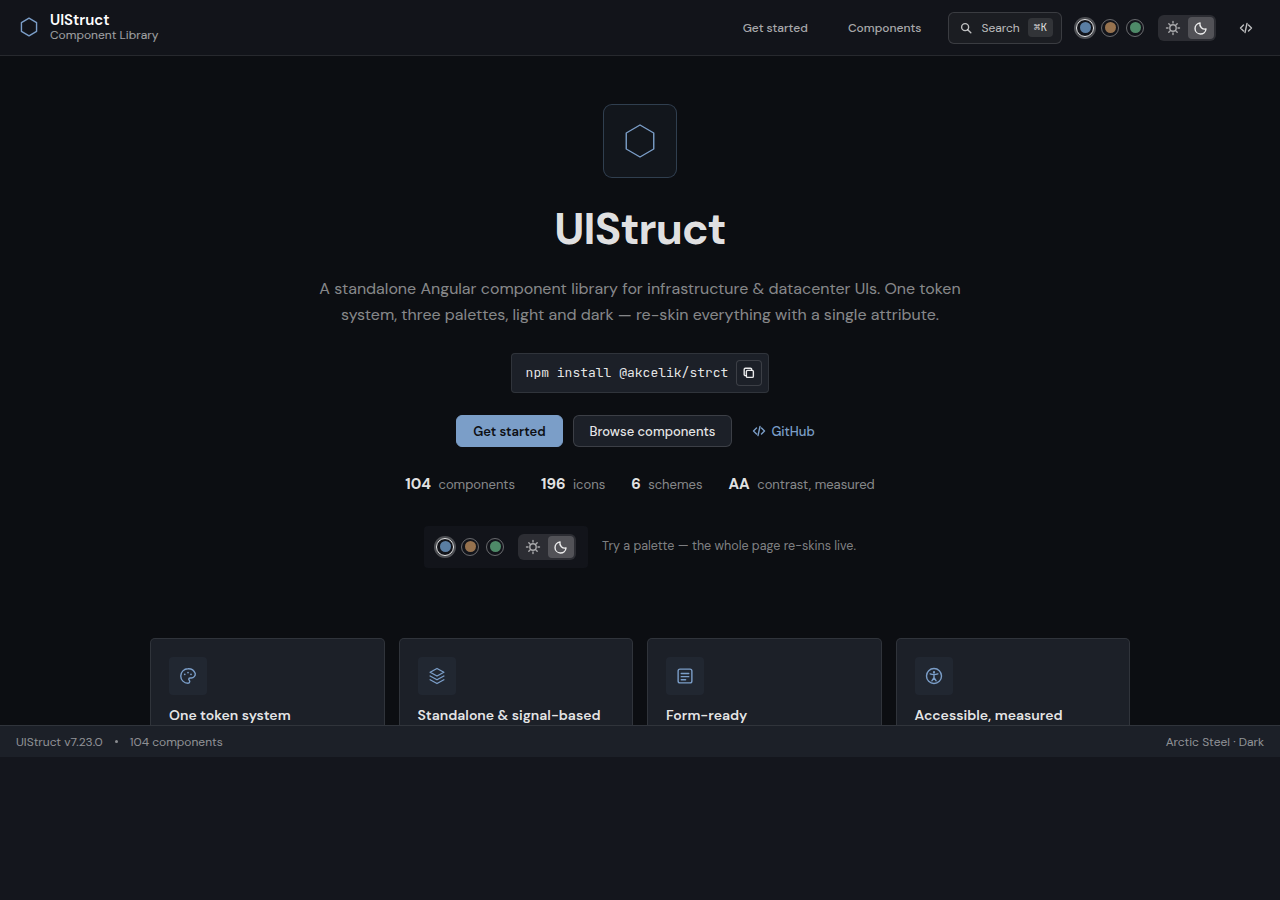 UIStruct
Component Library
Get started
Components
Search ⌘K
UIStruct
A standalone Angular component library for infrastructure & datacenter UIs. One token
system, three palettes, light and dark — re-skin everything with a single attribute.
npm install @akcelik/strct
Get started
Browse components
GitHub
104 components
196 icons
6 schemes
AA contrast, measured
Try a palette — the whole page re-skins live.
One token system
Standalone & signal-based
Form-ready
Accessible, measured
UIStruct v7.23.0 • 104 components
Arctic Steel · Dark